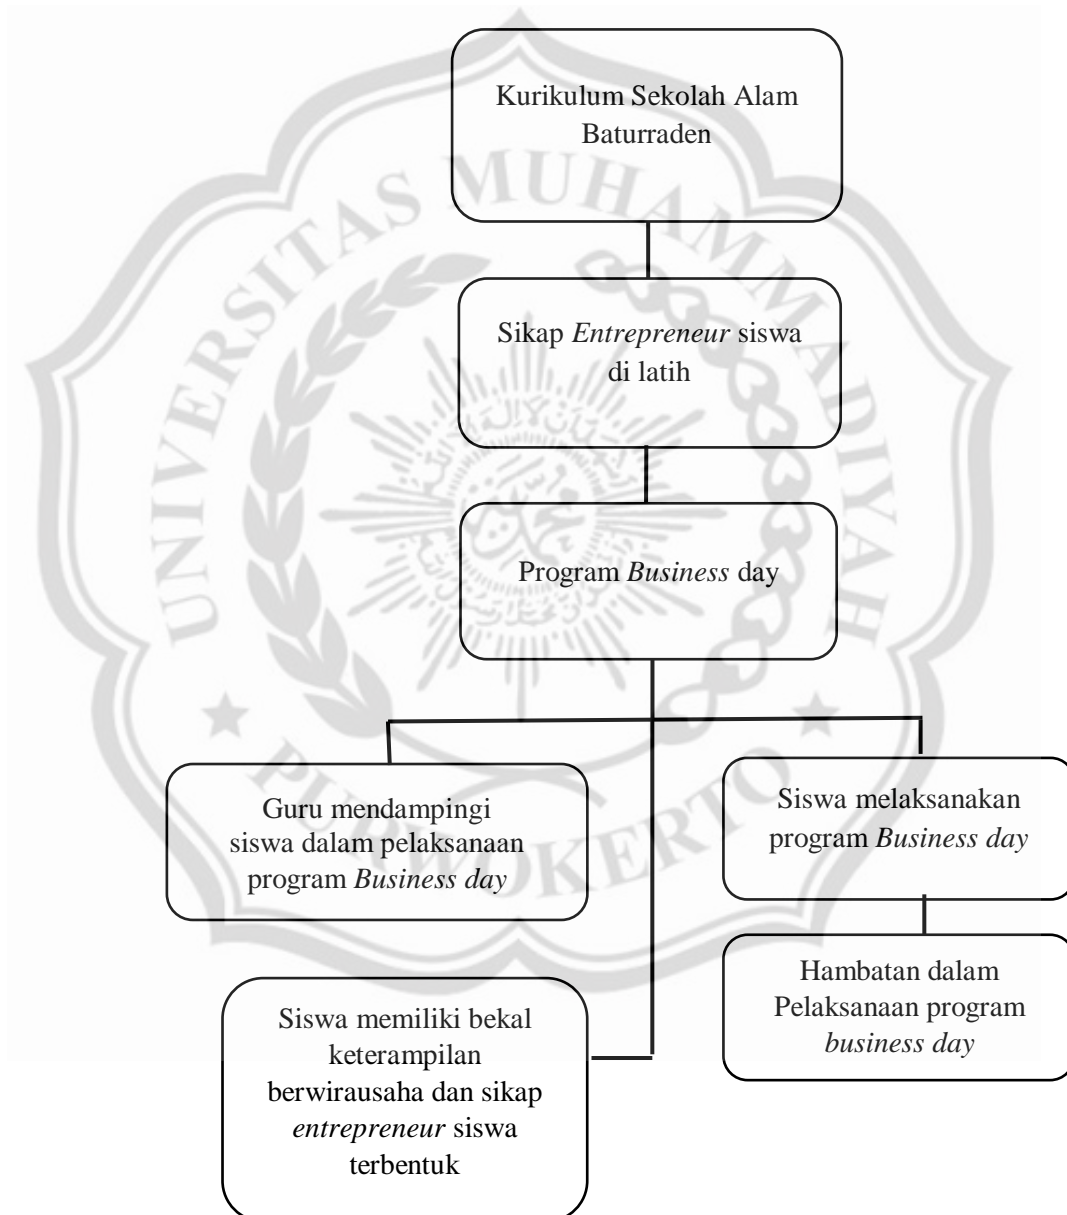 Kurikulum Sekolah Alam
Baturraden
UNIVERSITAS MUHAMMADIYAH
Sikap Entrepreneur siswa
di latih
Program Business day
Guru mendampingi
siswa dalam pelaksanaan
program Business day
Siswa melaksanakan
program Business day
PURWOKERTO
Siswa memiliki bekal
keterampilan
berwirausaha dan sikap
entrepreneur siswa
terbentuk
Hambatan dalam
Pelaksanaan program
business day